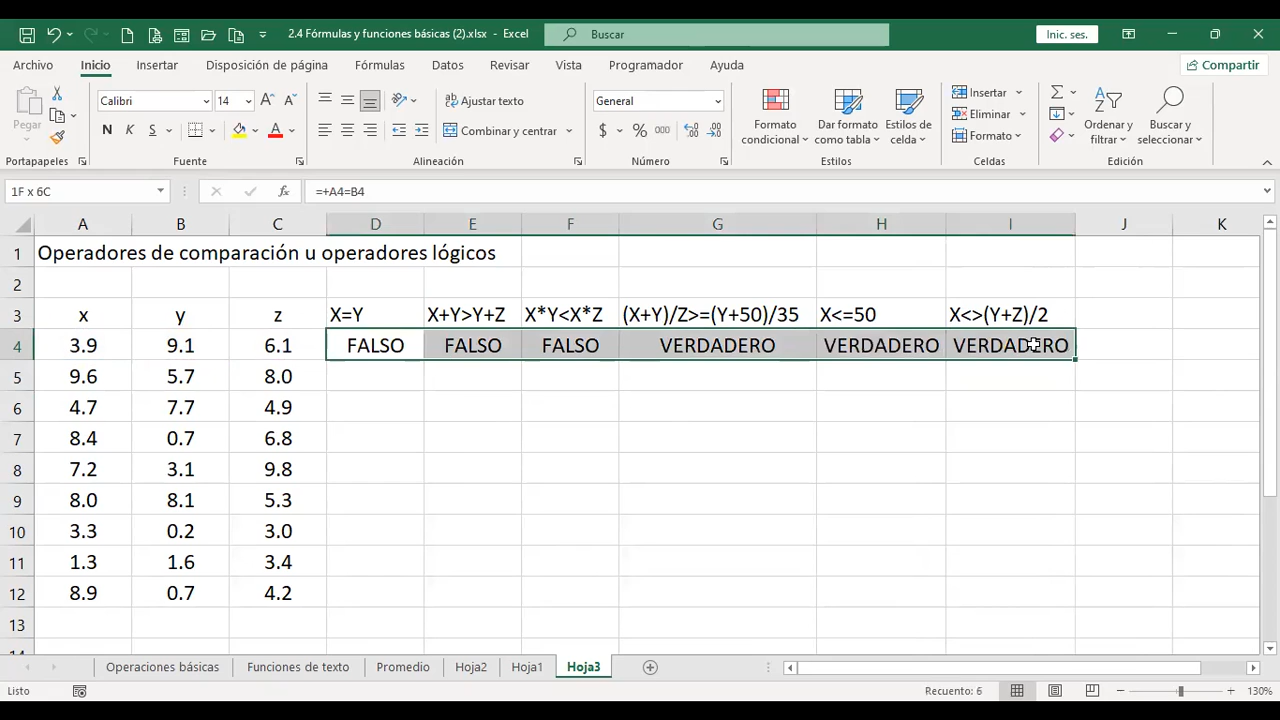 2.4 Fórmulas y funciones básicas (2).xlsx - Excel
Buscar
Inic. ses.
Archivo Inicio Insertar Disposición de página Fórmulas Datos Revisar Vista Programador Ayuda Compartir
Pegar
Calibri 14
N K S
Ajustar texto
Combinar y centrar
General
$ % 000
Formato condicional
Dar formato como tabla
Estilos de celda
Insertar
Eliminar
Formato
Ordenar y filtrar
Buscar y seleccionar
Portapapeles Fuente Alineación Número Estilos Celdas Edición
1F x 6C fx =+A4=B4
A B C D E F G H I J K
1 Operadores de comparación u operadores lógicos
2
3 x y z X=Y X+Y>Y+Z X*Y<X*Z (X+Y)/Z>=(Y+50)/35 X<=50 X<>(Y+Z)/2
4 3.9 9.1 6.1 FALSO FALSO FALSO VERDADERO VERDADERO VERDADERO
5 9.6 5.7 8.0
6 4.7 7.7 4.9
7 8.4 0.7 6.8
8 7.2 3.1 9.8
9 8.0 8.1 5.3
10 3.3 0.2 3.0
11 1.3 1.6 3.4
12 8.9 0.7 4.2
13
14
Operaciones básicas Funciones de texto Promedio Hoja2 Hoja1 Hoja3
Listo Recuento: 6 130%